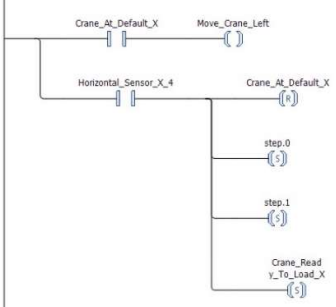 Crane_At_Default_X Move_Crane_Left
Horizontal_Sensor_X_4 Crane_At_Default_X
R
step.0
S
step.1
S
Crane_Read
y_To_Load_X
S